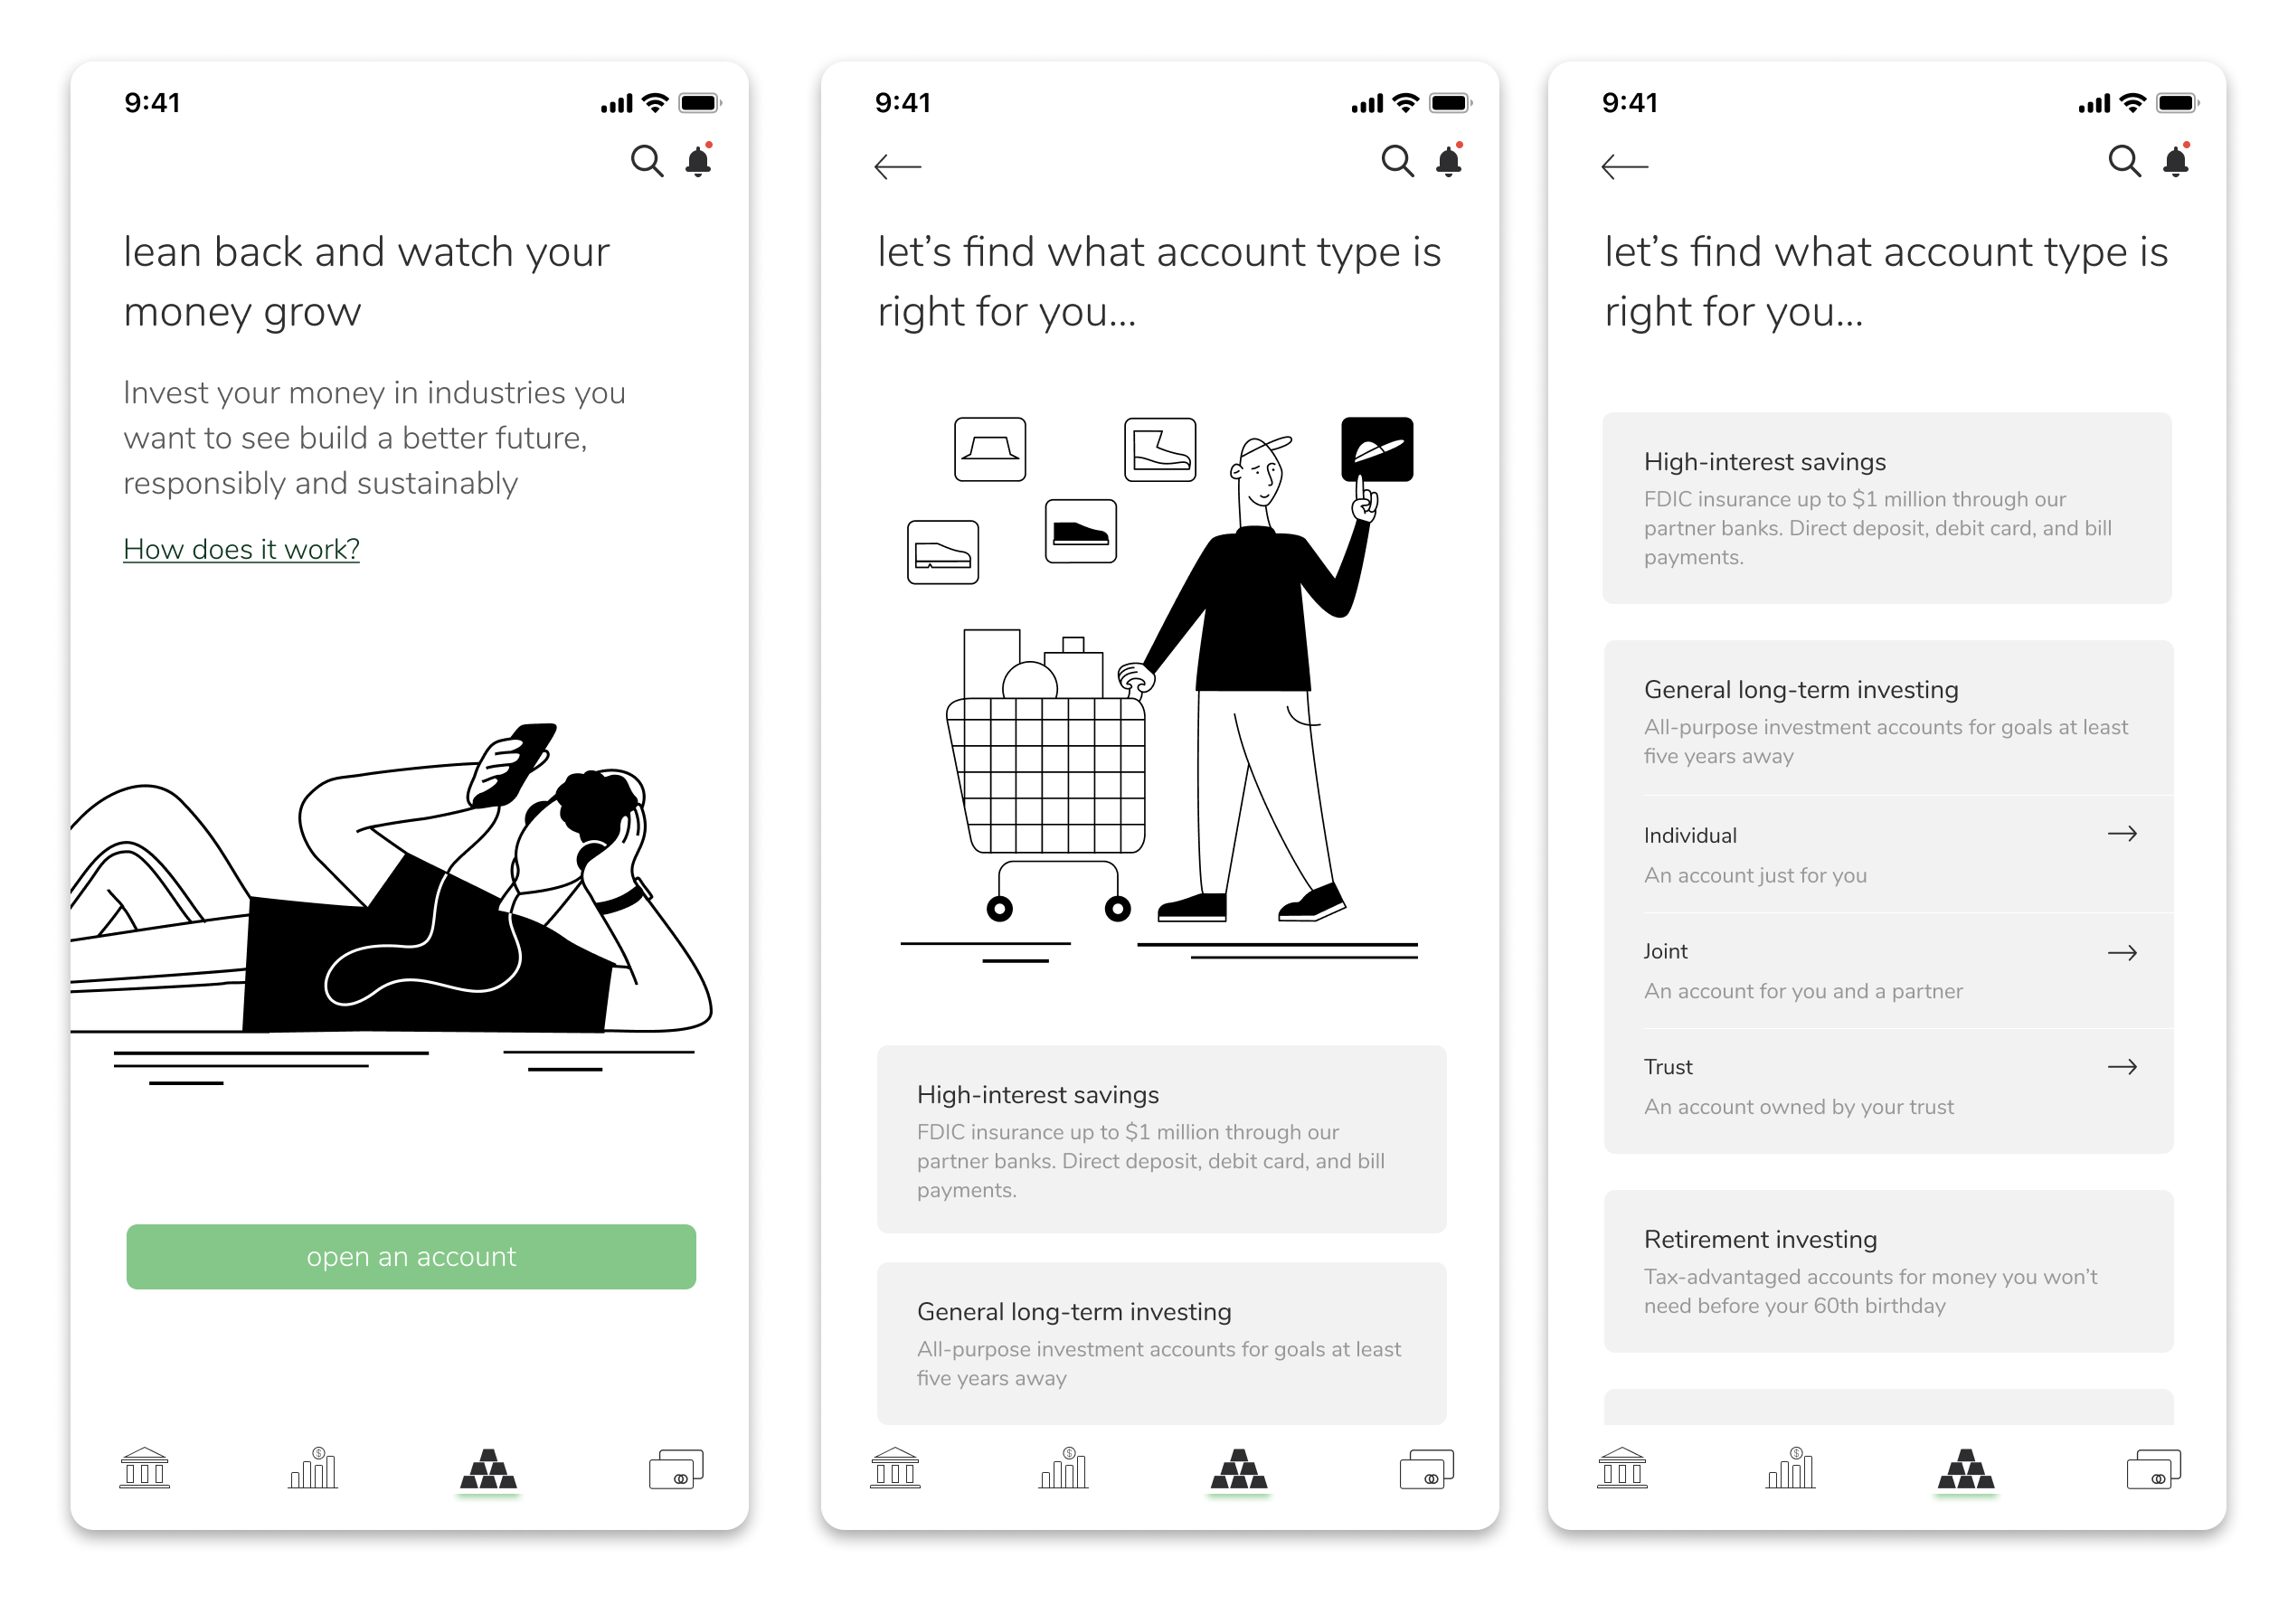 9:41
lean back and watch your
money grow
Invest your money in industries you
want to see build a better future,
responsibly and sustainably
How does it work?
open an account
9:41
let’s find what account type is
right for you...
High-interest savings
FDIC insurance up to $1 million through our
partner banks. Direct deposit, debit card, and bill
payments.
General long-term investing
All-purpose investment accounts for goals at least
five years away
9:41
let’s find what account type is
right for you...
High-interest savings
FDIC insurance up to $1 million through our
partner banks. Direct deposit, debit card, and bill
payments.
General long-term investing
All-purpose investment accounts for goals at least
five years away
Individual
An account just for you
Joint
An account for you and a partner
Trust
An account owned by your trust
Retirement investing
Tax-advantaged accounts for money you won’t
need before your 60th birthday